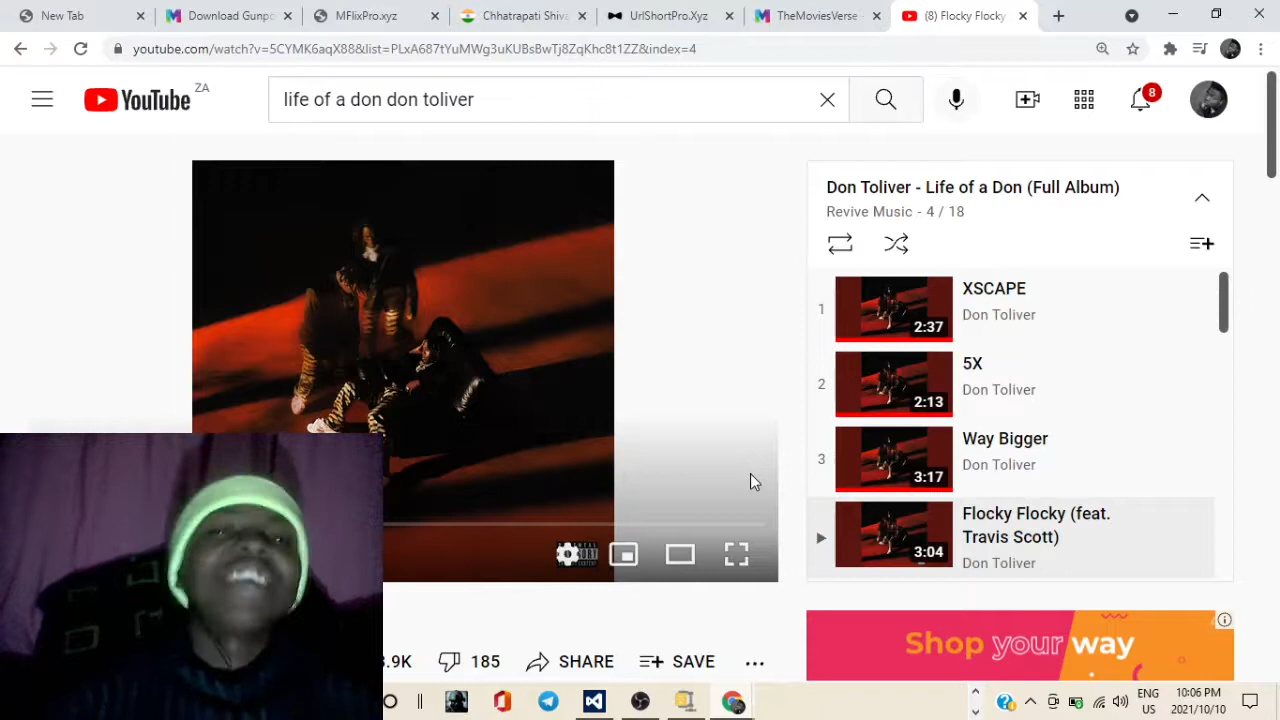 New Tab
Download Gunpo
MFlixPro.xyz
Chhatrapati Shiva
UrlShortPro.Xyz
TheMoviesVerse -
(8) Flocky Flocky
youtube.com/watch?v=5CYMK6aqX88&list=PLxA687tYuMWg3uKUBsBwTj8ZqKhc8t1ZZ&index=4
YouTube ZA
life of a don don toliver
8
Don Toliver - Life of a Don (Full Album)
Revive Music - 4 / 18
1
XSCAPE
Don Toliver
2:37
2
5X
Don Toliver
2:13
3
Way Bigger
Don Toliver
3:17
Flocky Flocky (feat.
Travis Scott)
Don Toliver
3:04
Shop your way
.9K
185
SHARE
SAVE
ENG
US
10:06 PM
2021/10/10